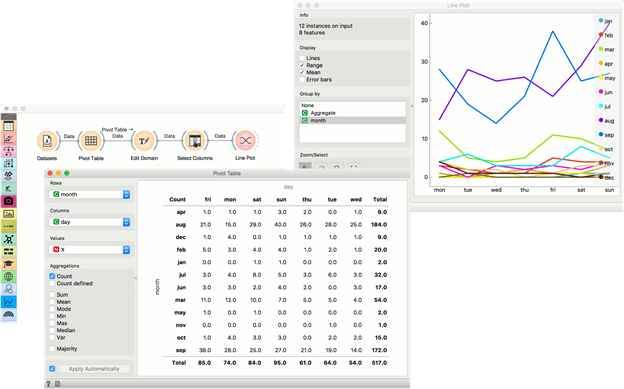 Line Plot
Info
12 instances on input
8 features
Display
Lines
Range
Mean
Error bars
Group by
None
C Aggregate
C month
Zoom/Select
40
30
20
10
0
mon tue wed thu fri sat sun
jan
feb
mar
apr
may
jun
jul
aug
sep
oct
nov
dec
Data Data Pivot Table → Data Data Data
Datasets Pivot Table Edit Domain Select Columns Line Plot
Pivot Table
Rows
C month
Columns
C day
Values
N X
Aggregations
Count
Count defined
Sum
Mean
Mode
Min
Max
Median
Var
Majority
Apply Automatically
day
month
Count fri mon sat sun thu tue wed Total
apr 1.0 1.0 1.0 3.0 2.0 0.0 1.0 9.0
aug 21.0 15.0 29.0 40.0 26.0 28.0 25.0 184.0
dec 1.0 4.0 0.0 1.0 1.0 1.0 1.0 9.0
feb 5.0 3.0 4.0 4.0 1.0 2.0 1.0 20.0
jan 0.0 0.0 1.0 1.0 0.0 0.0 0.0 2.0
jul 3.0 4.0 8.0 5.0 3.0 6.0 3.0 32.0
jun 3.0 3.0 2.0 4.0 2.0 0.0 3.0 17.0
mar 11.0 12.0 10.0 7.0 5.0 5.0 4.0 54.0
may 1.0 0.0 1.0 0.0 0.0 0.0 0.0 2.0
nov 0.0 0.0 0.0 0.0 0.0 1.0 0.0 1.0
oct 1.0 4.0 3.0 3.0 0.0 2.0 2.0 15.0
sep 38.0 28.0 25.0 27.0 21.0 19.0 14.0 172.0
Total 85.0 74.0 84.0 95.0 61.0 64.0 54.0 517.0